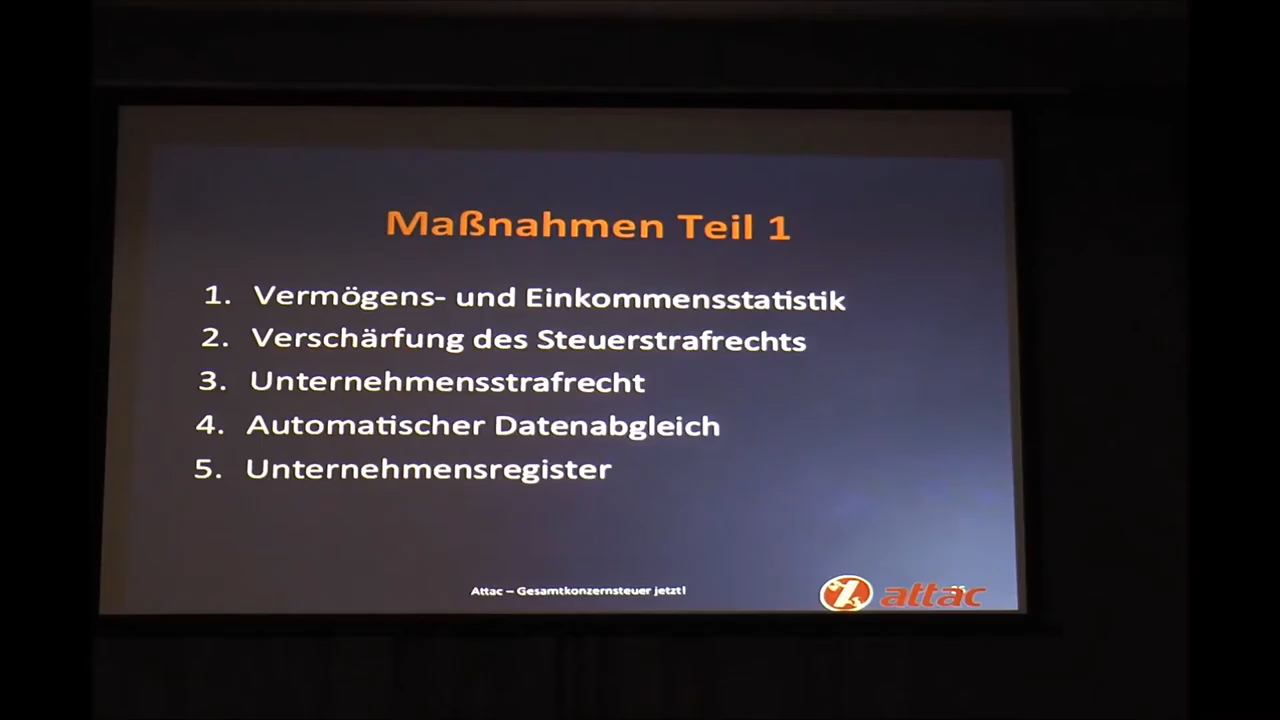 Maßnahmen Teil 1
1. Vermögens- und Einkommensstatistik
2. Verschärfung des Steuerstrafrechts
3. Unternehmensstrafrecht
4. Automatischer Datenabgleich
5. Unternehmensregister
Attac – Gesamtkonzernsteuer jetzt!
attac